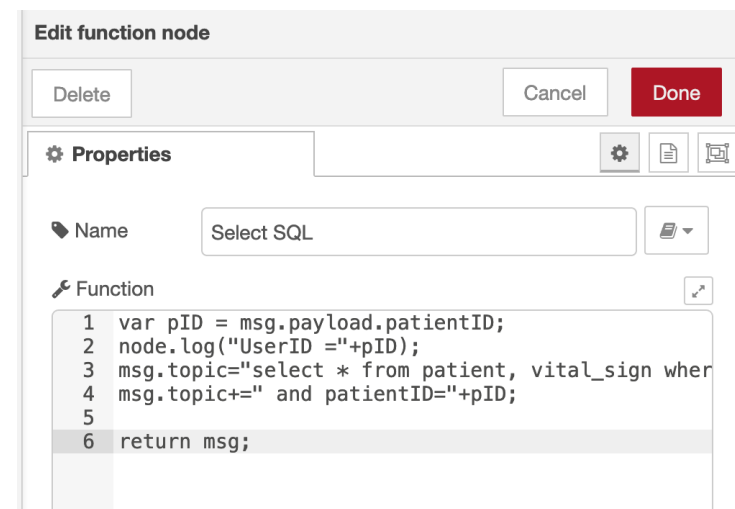 Edit function node
Delete
Cancel
Done
Properties
Name
Select SQL
Function
1 var pID = msg.payload.patientID;
2 node.log("UserID ="+pID);
3 msg.topic="select * from patient, vital_sign wher
4 msg.topic+=" and patientID="+pID;
5
6 return msg;